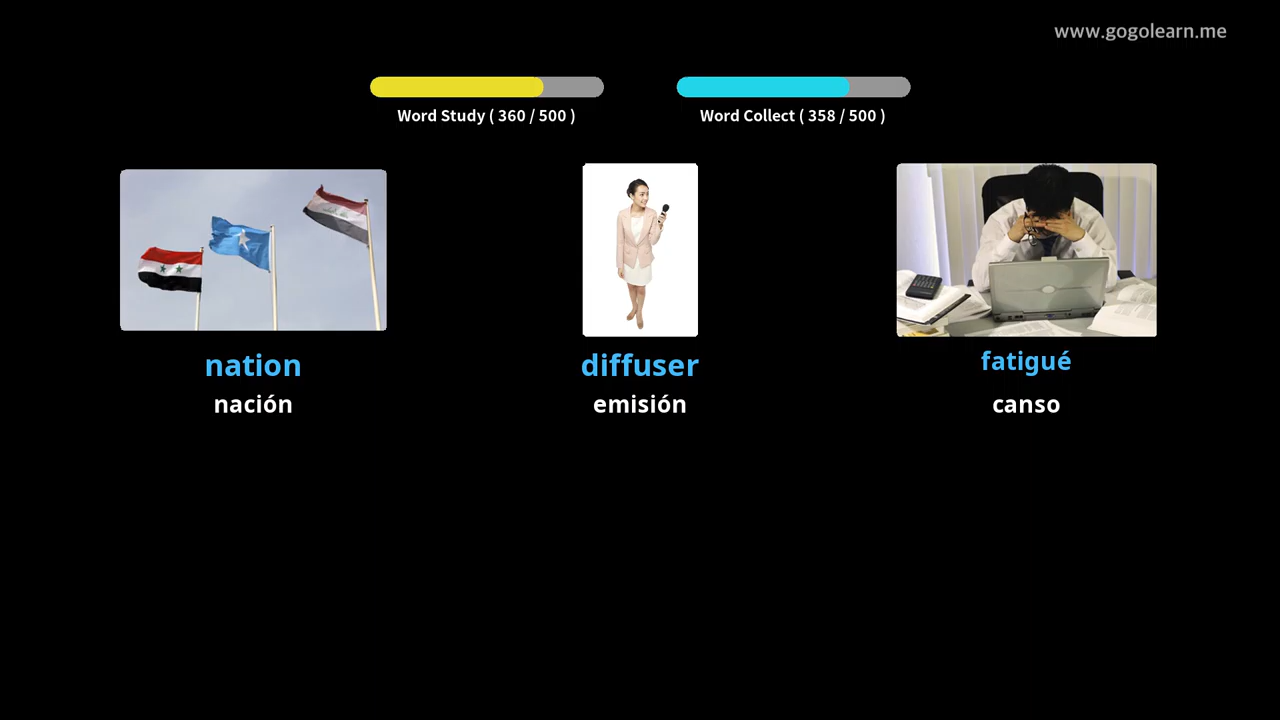 www.gogolearn.me
Word Study ( 360 / 500 )
Word Collect ( 358 / 500 )
nation
nación
diffuser
emisión
fatigué
canso